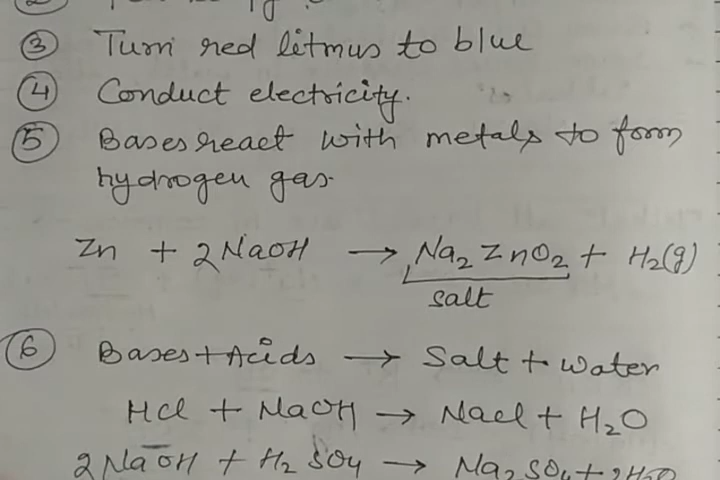 ③ Turn red litmus to blue
④ Conduct electricity.
⑤ Bases react with metals to form
hydrogen gas.
Zn + 2NaOH → Na₂ZnO₂ + H₂(g)
salt
⑥ Bases + Acids → Salt + water
HCl + NaOH → NaCl + H₂O
2NaOH + H₂SO₄ → Na₂SO₄ + 2H₂O